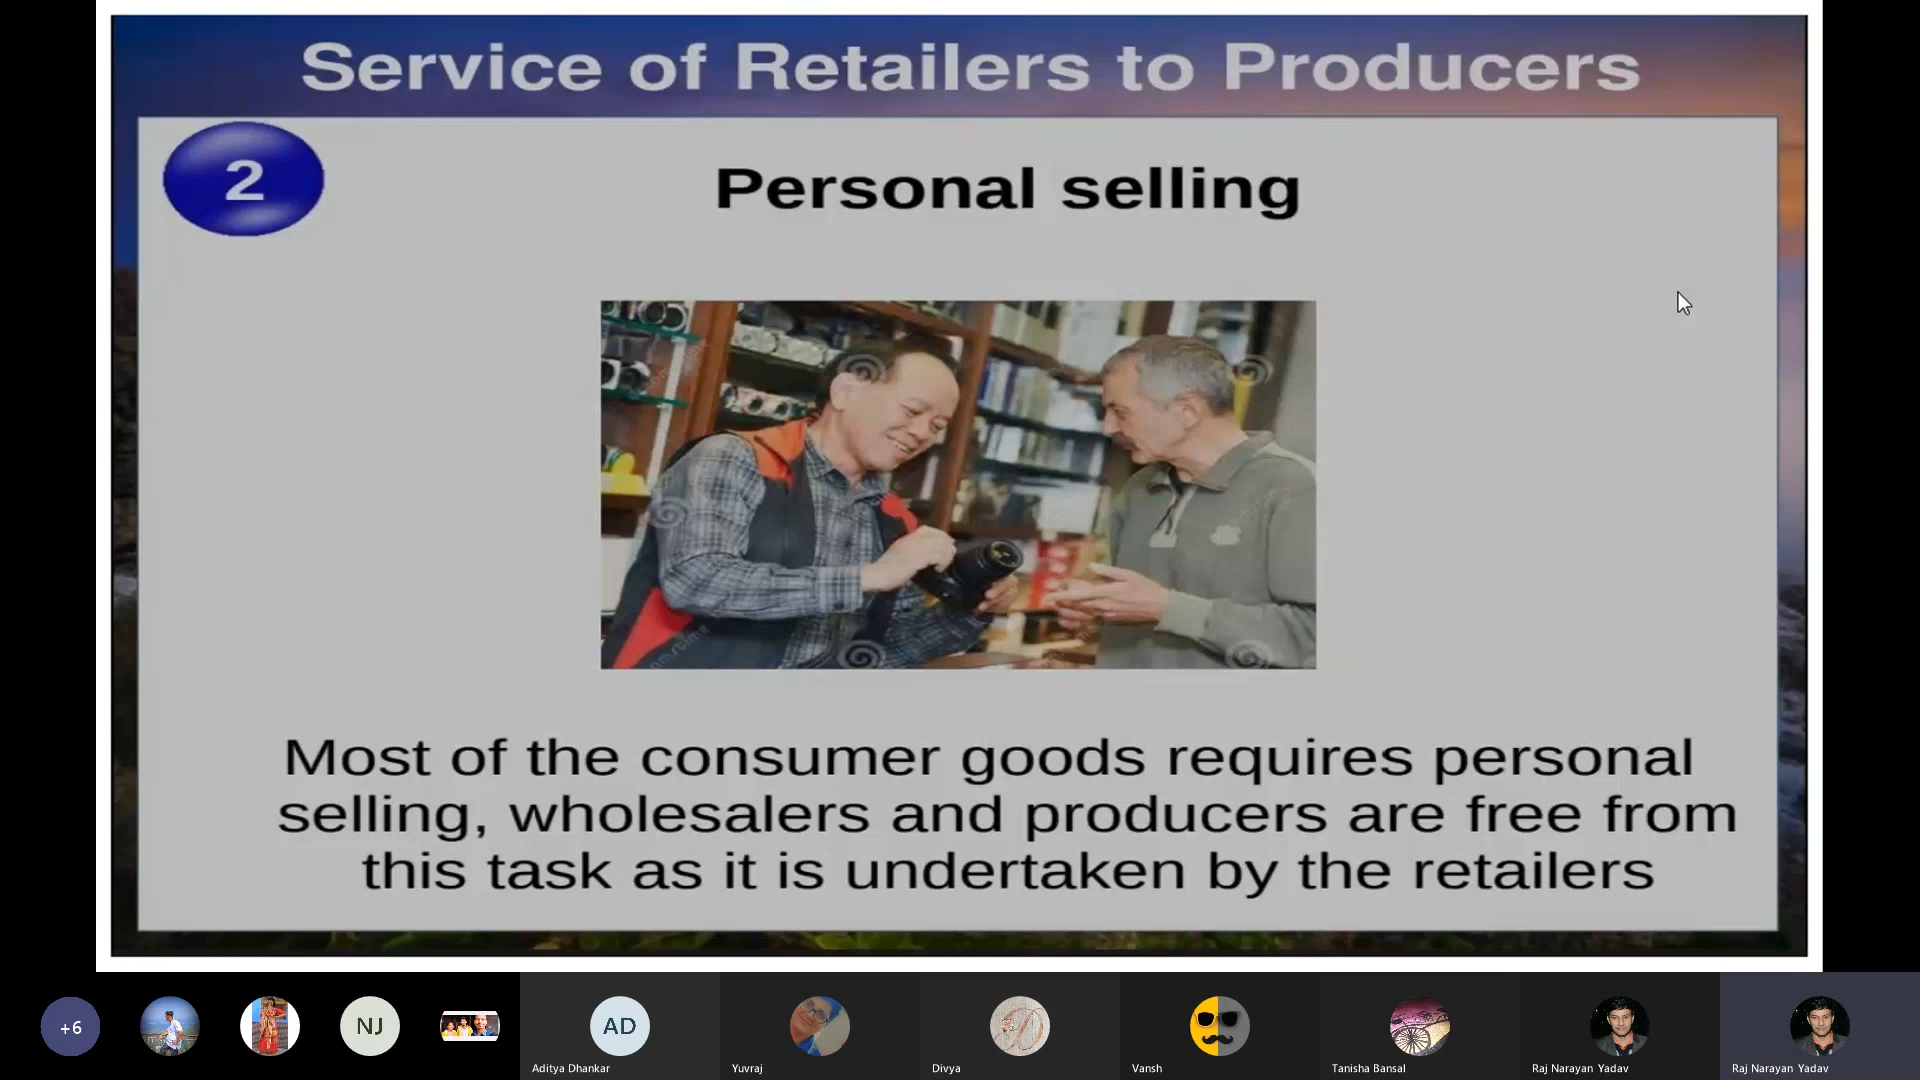 Service of Retailers to Producers
2
Personal selling
Most of the consumer goods requires personal
selling, wholesalers and producers are free from
this task as it is undertaken by the retailers
+6
NJ
AD
Aditya Dhankar
Yuvraj
Divya
Vansh
Tanisha Bansal
Raj Narayan Yadav
Raj Narayan Yadav